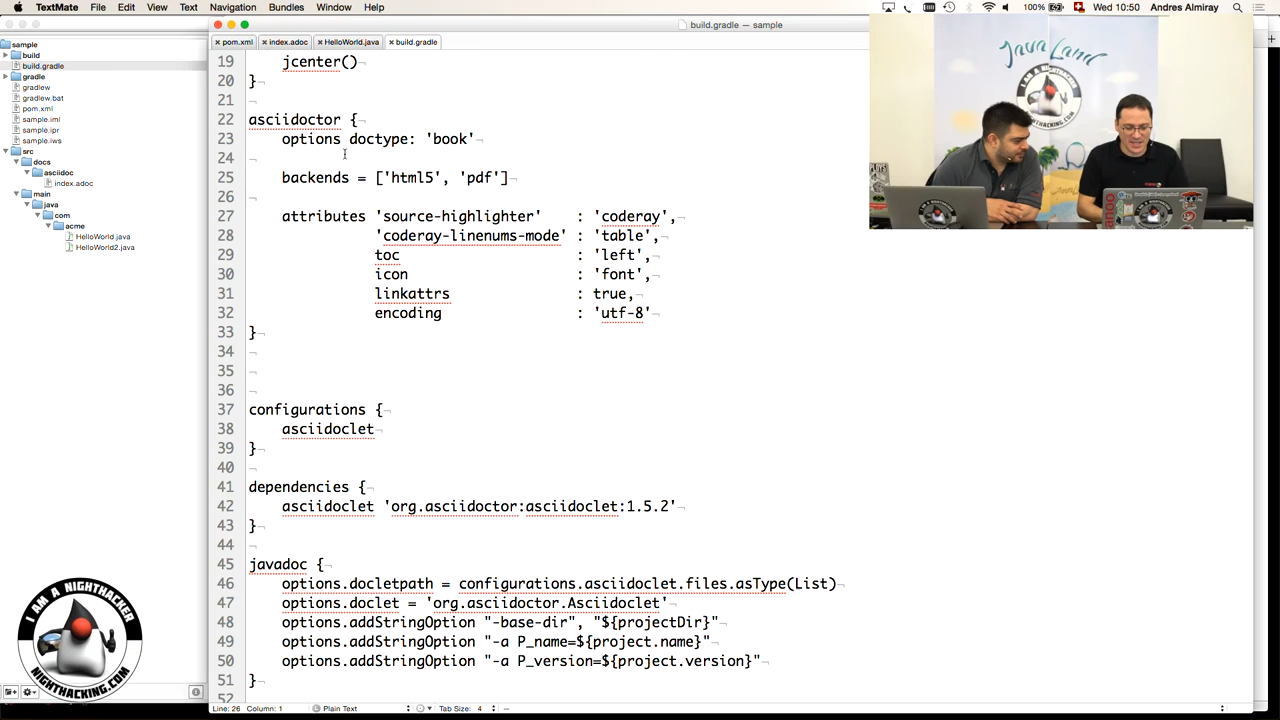 TextMate File Edit View Text Navigation Bundles Window Help
100% Wed 10:50 Andres Almiray
build.gradle — sample
pom.xml index.adoc HelloWorld.java build.gradle
sample
build
build.gradle
gradle
gradlew
gradlew.bat
pom.xml
sample.iml
sample.ipr
sample.iws
src
docs
asciidoc
index.adoc
main
java
com
acme
HelloWorld.java
HelloWorld2.java
19 jcenter()
20 }
21
22 asciidoctor {
23 options doctype: 'book'
24
25 backends = ['html5', 'pdf']
26
27 attributes 'source-highlighter' : 'coderay',
28 'coderay-linenums-mode' : 'table',
29 toc : 'left',
30 icon : 'font',
31 linkattrs : true,
32 encoding : 'utf-8'
33 }
34
35
36
37 configurations {
38 asciidoclet
39 }
40
41 dependencies {
42 asciidoclet 'org.asciidoctor:asciidoclet:1.5.2'
43 }
44
45 javadoc {
46 options.docletpath = configurations.asciidoclet.files.asType(List)
47 options.doclet = 'org.asciidoctor.Asciidoclet'
48 options.addStringOption "-base-dir", "${projectDir}"
49 options.addStringOption "-a P_name=${project.name}"
50 options.addStringOption "-a P_version=${project.version}"
51 }
52
Line: 26 Column: 1 Plain Text Tab Size: 4 —
Java Land
I AM A NIGHTHACKER
NIGHTHACKING.COM
I AM A NIGHTHACKER
NIGHTHACKING.COM